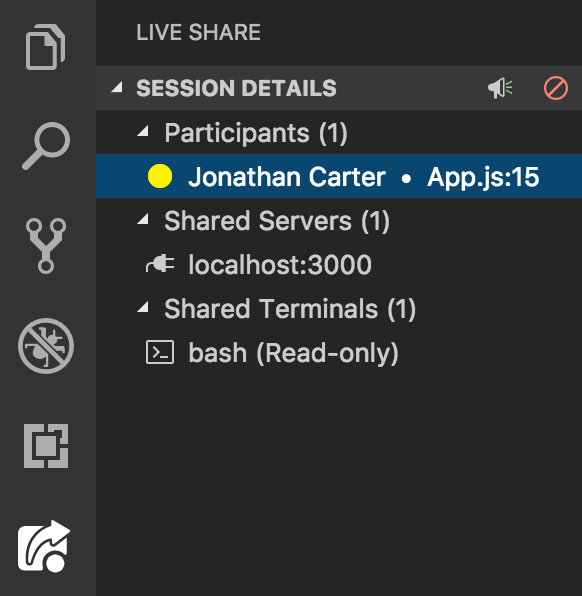 LIVE SHARE
SESSION DETAILS
Participants (1)
Jonathan Carter • App.js:15
Shared Servers (1)
localhost:3000
Shared Terminals (1)
bash (Read-only)